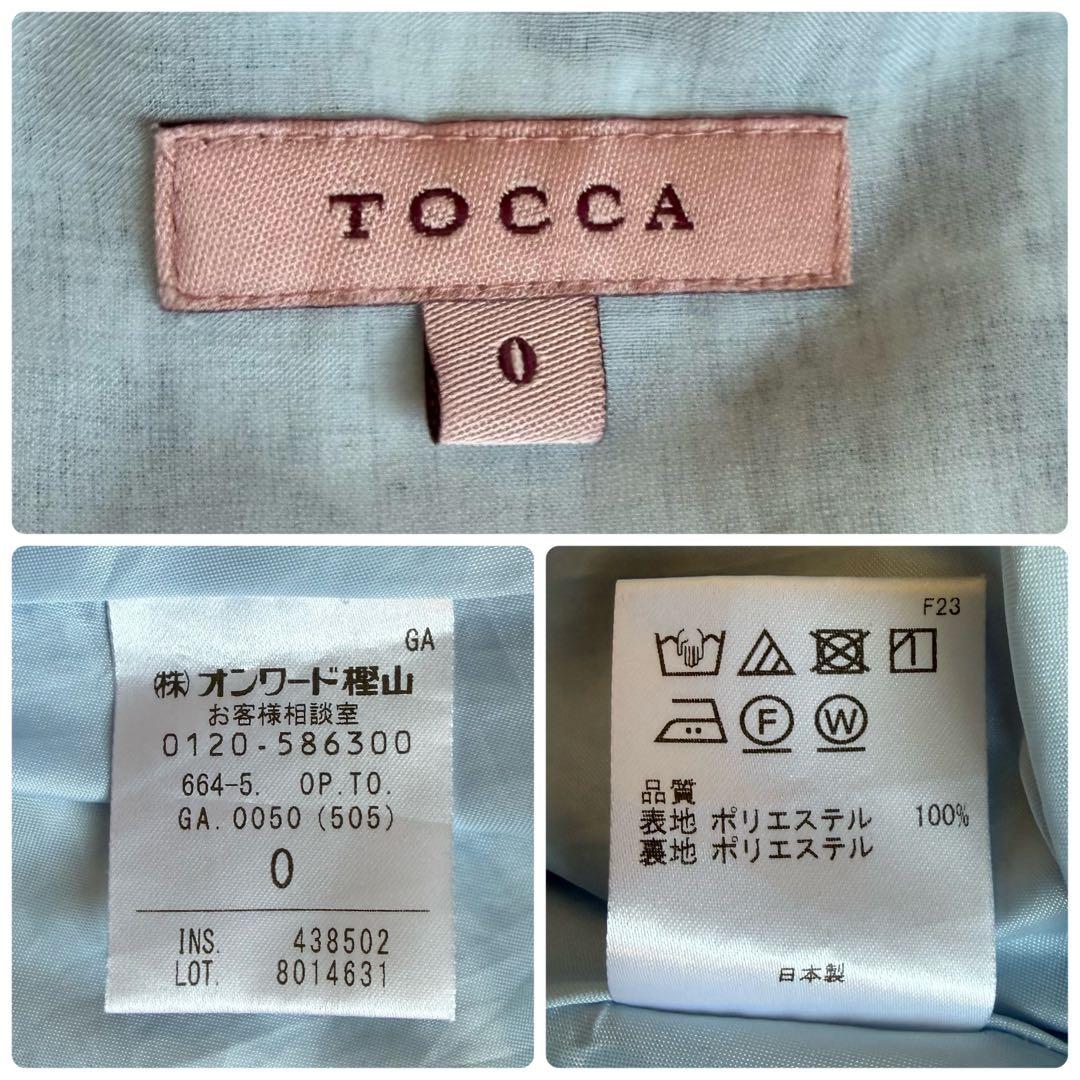 TOCCA
0
GA
㈱オンワード樫山
お客様相談室
0120-586300
664-5. OP.TO.
GA.0050(505)
0
INS. 438502
LOT. 8014631
F23
1
F W
品質
表地 ポリエステル 100%
裏地 ポリエステル
日本製